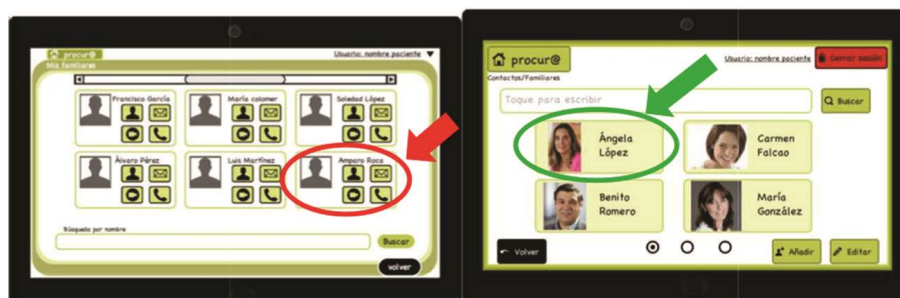 procur@
Usuario: nombre paciente
Mis familiares
Francisco García
María colomer
Soledad López
Álvaro Pérez
Luis Martínez
Amparo Roca
Búsqueda por nombre
Buscar
volver
procur@
Usuario: nombre paciente
Cerrar sesión
Contactos/Familiares
Toque para escribir
Buscar
Ángela
López
Carmen
Falcao
Benito
Romero
María
González
Volver
Añadir
Editar